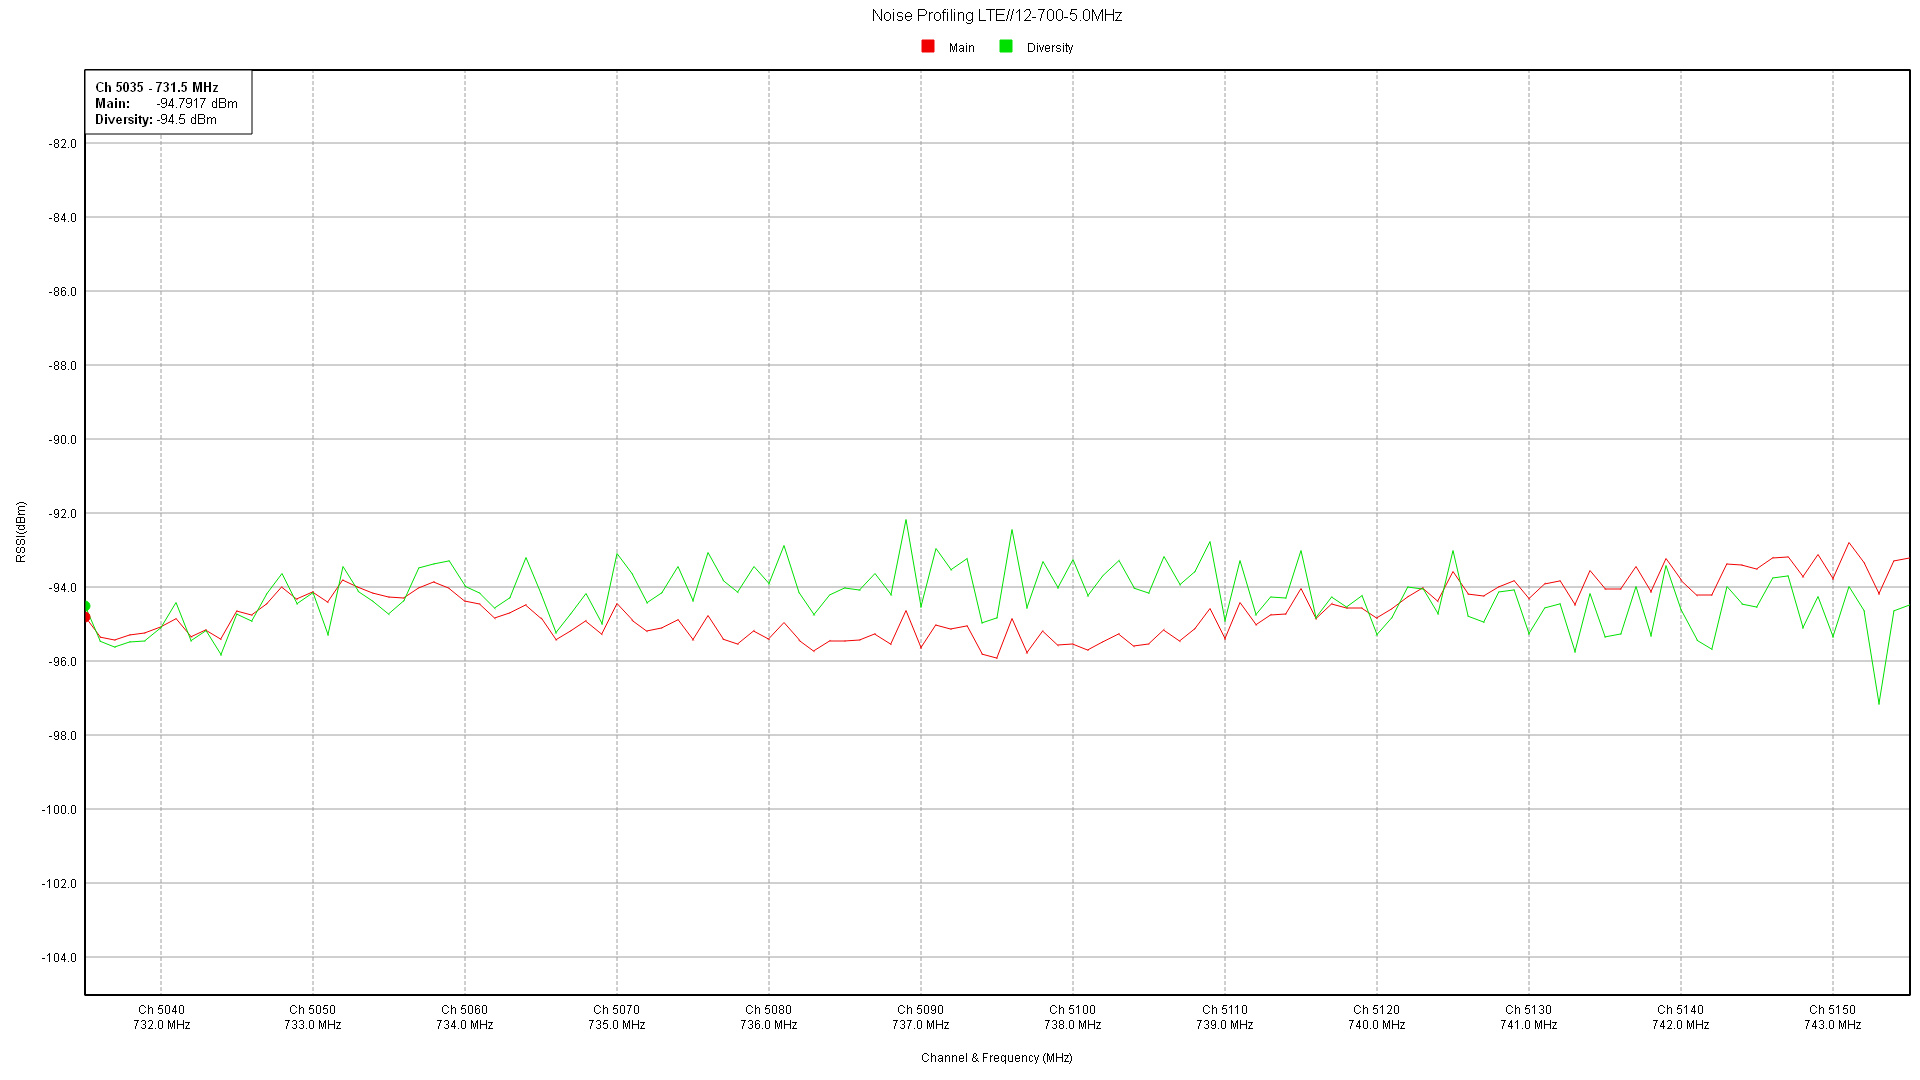 Noise Profiling LTE//12-700-5.0MHz
Main Diversity
Ch 5035 - 731.5 MHz
Main: -94.7917 dBm
Diversity: -94.5 dBm
-82.0
-84.0
-86.0
-88.0
-90.0
-92.0
-94.0
-96.0
-98.0
-100.0
-102.0
-104.0
RSSI(dBm)
Ch 5040 Ch 5050 Ch 5060 Ch 5070 Ch 5080 Ch 5090 Ch 5100 Ch 5110 Ch 5120 Ch 5130 Ch 5140 Ch 5150
732.0 MHz 733.0 MHz 734.0 MHz 735.0 MHz 736.0 MHz 737.0 MHz 738.0 MHz 739.0 MHz 740.0 MHz 741.0 MHz 742.0 MHz 743.0 MHz
Channel & Frequency (MHz)